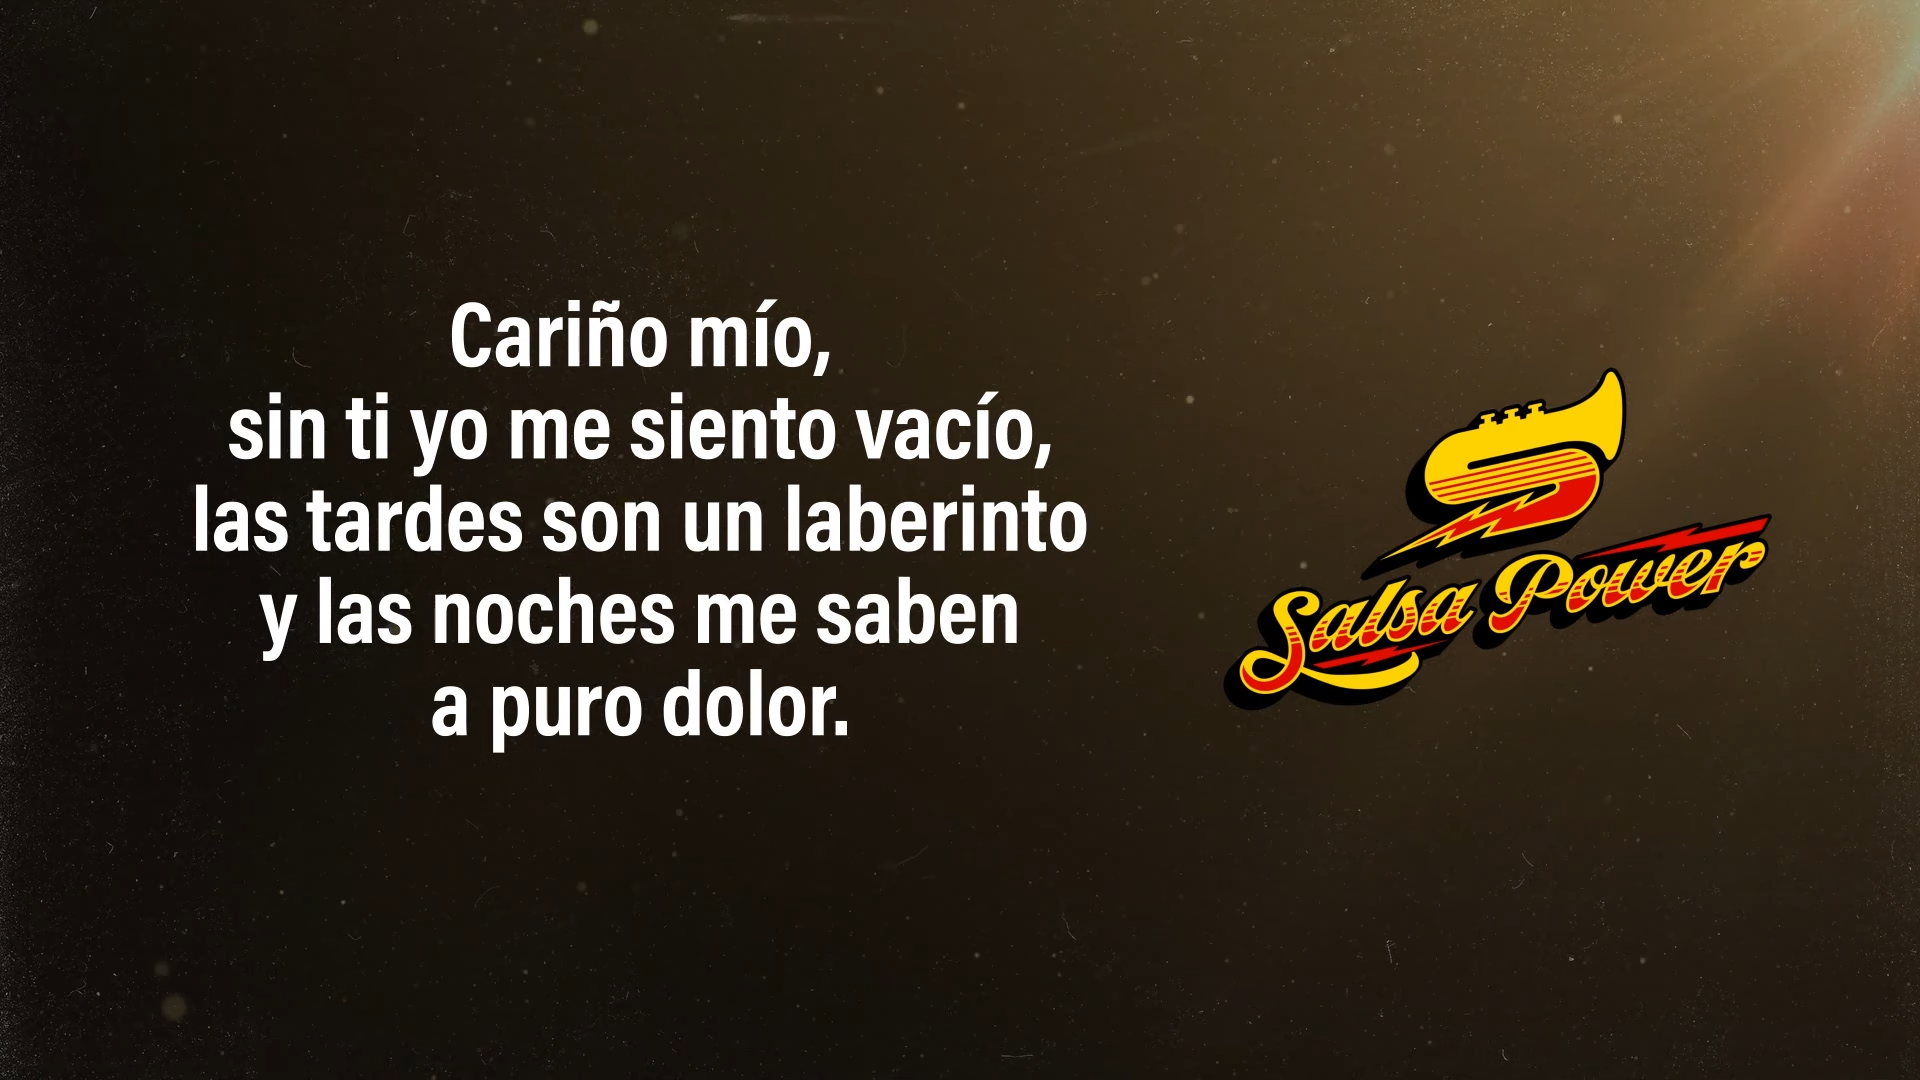 Cariño mío,
sin ti yo me siento vacío,
las tardes son un laberinto
y las noches me saben
a puro dolor.
Salsa Power